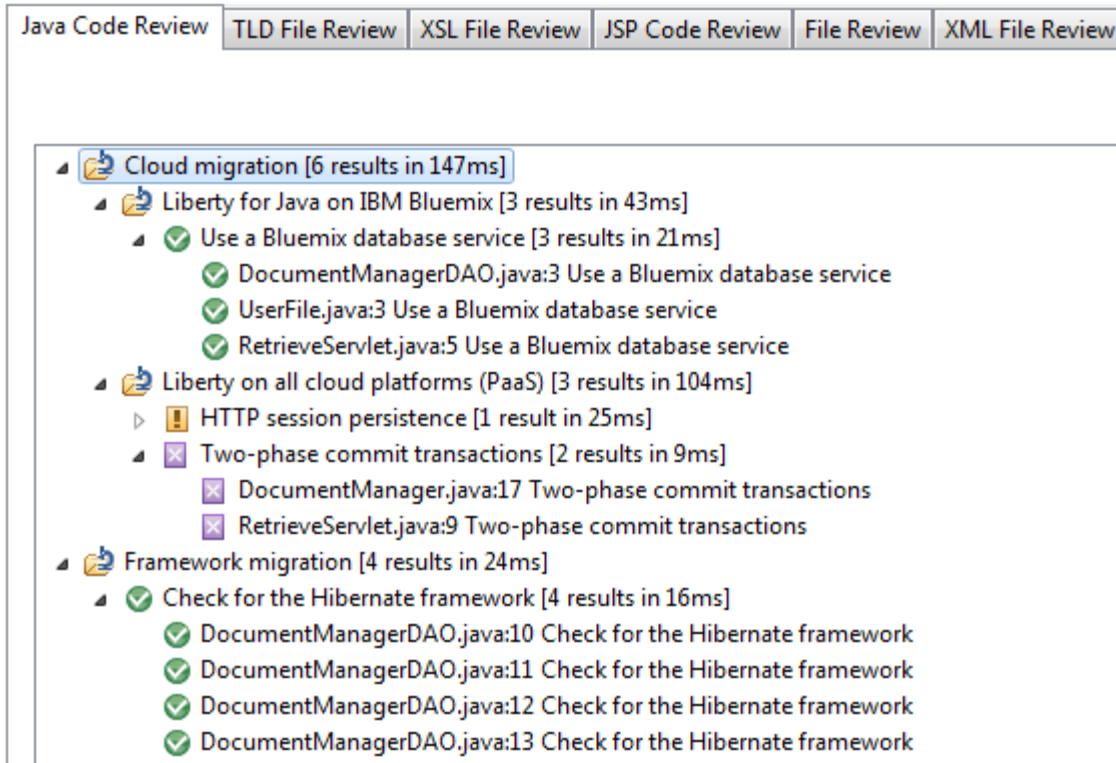 Java Code Review TLD File Review XSL File Review JSP Code Review File Review XML File Review
Cloud migration [6 results in 147ms]
Liberty for Java on IBM Bluemix [3 results in 43ms]
Use a Bluemix database service [3 results in 21ms]
DocumentManagerDAO.java:3 Use a Bluemix database service
UserFile.java:3 Use a Bluemix database service
RetrieveServlet.java:5 Use a Bluemix database service
Liberty on all cloud platforms (PaaS) [3 results in 104ms]
HTTP session persistence [1 result in 25ms]
Two-phase commit transactions [2 results in 9ms]
DocumentManager.java:17 Two-phase commit transactions
RetrieveServlet.java:9 Two-phase commit transactions
Framework migration [4 results in 24ms]
Check for the Hibernate framework [4 results in 16ms]
DocumentManagerDAO.java:10 Check for the Hibernate framework
DocumentManagerDAO.java:11 Check for the Hibernate framework
DocumentManagerDAO.java:12 Check for the Hibernate framework
DocumentManagerDAO.java:13 Check for the Hibernate framework